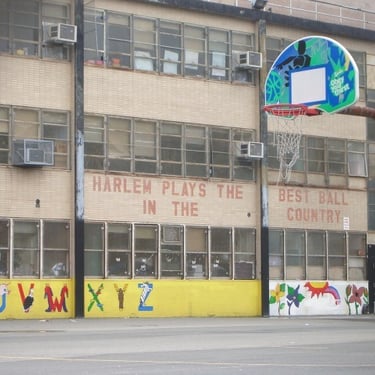 HARLEM PLAYS THE BEST BALL
IN THE COUNTRY
U V W X Y Z